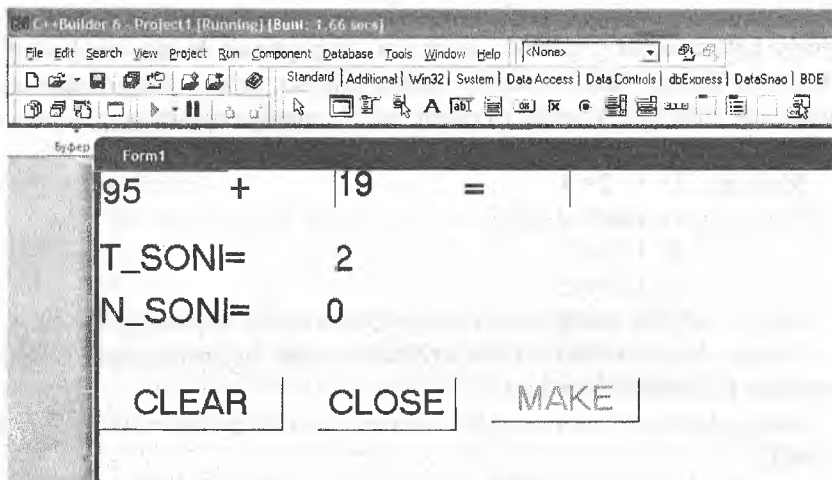 C++Builder 6 - Project1 [Running] [Built: 1.66 secs]
File Edit Search View Project Run Component Database Tools Window Help <None>
Standard Additional Win32 System Data Access Data Controls dbExpress DataSnap BDE
Буфер
Form1
95 + 19 =
T_SONI= 2
N_SONI= 0
CLEAR CLOSE MAKE